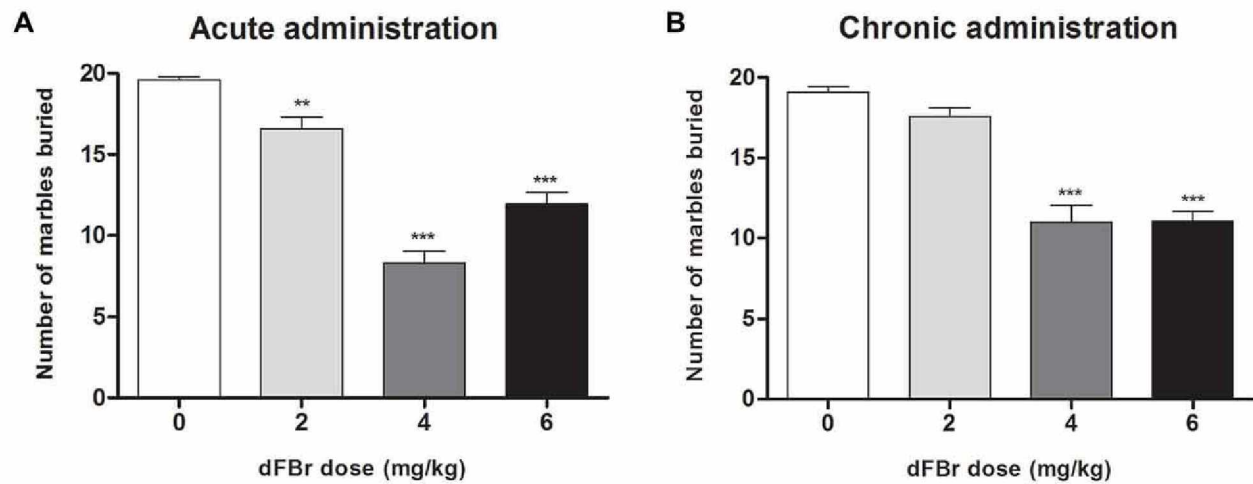 A
Acute administration
Number of marbles buried
20
15
10
5
0
**
***
***
0 2 4 6
dFBr dose (mg/kg)
B
Chronic administration
Number of marbles buried
20
15
10
5
0
***
***
0 2 4 6
dFBr dose (mg/kg)